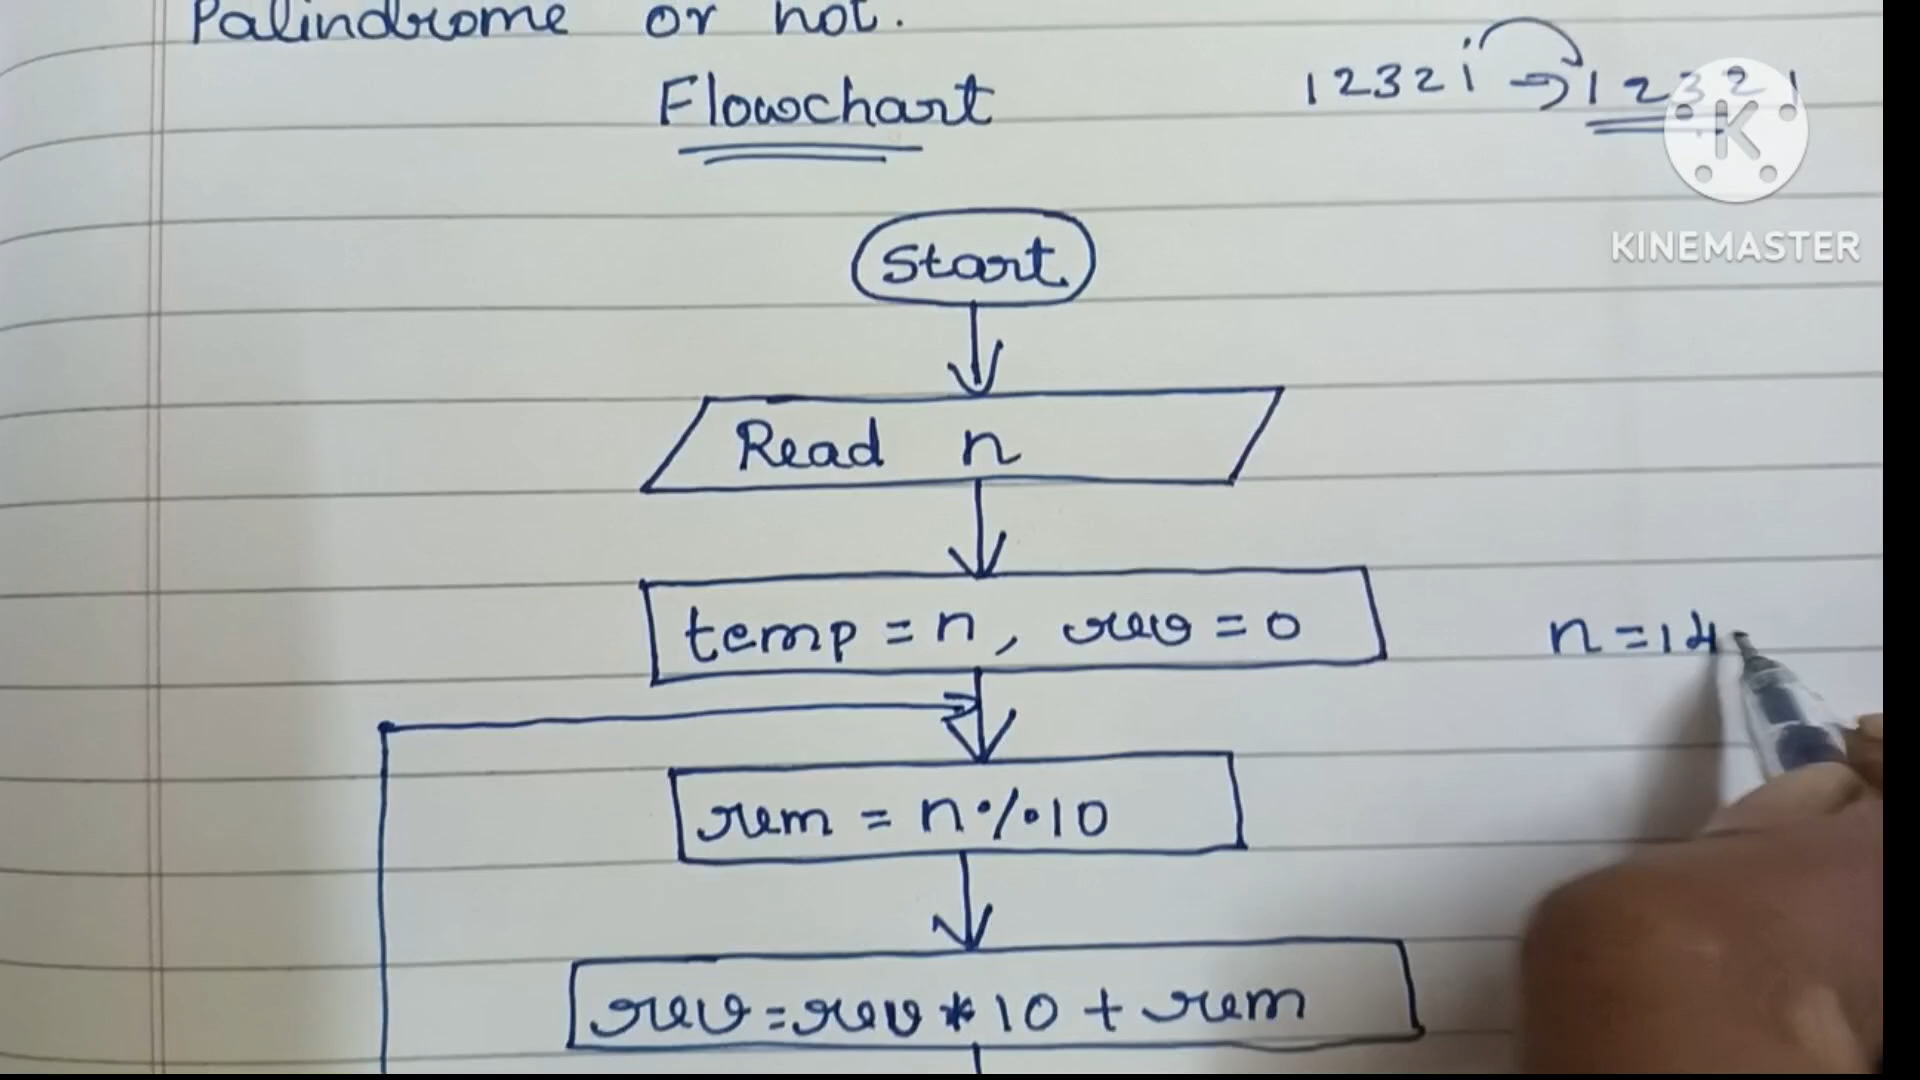 Palindrome or not.
Flowchart
12321 → 12321
K
KINEMASTER
Start
Read n
temp = n, rev = 0
n = 14
rem = n % 10
rev = rev * 10 + rem